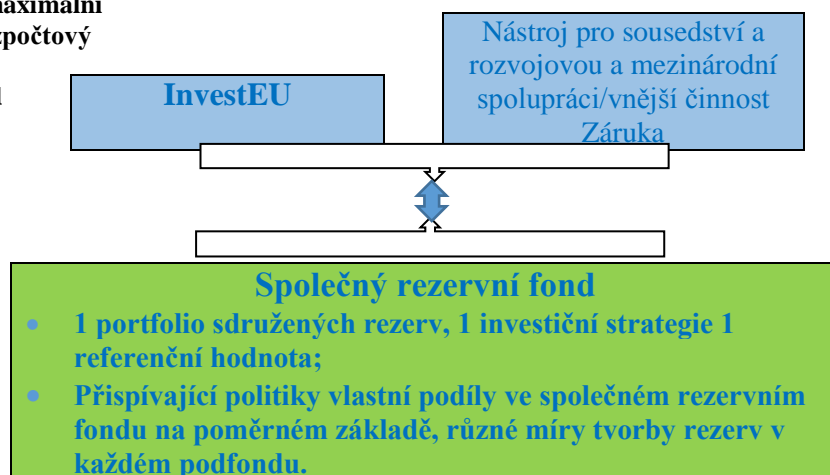 maximální
zpočtový
InvestEU
Nástroj pro sousedství a
rozvojovou a mezinárodní
spolupráci/vnější činnost
Záruka
Společný rezervní fond
1 portfolio sdružených rezerv, 1 investiční strategie 1
referenční hodnota;
Přispívající politiky vlastní podíly ve společném rezervním
fondu na poměrném základě, různé míry tvorby rezerv v
každém podfondu.